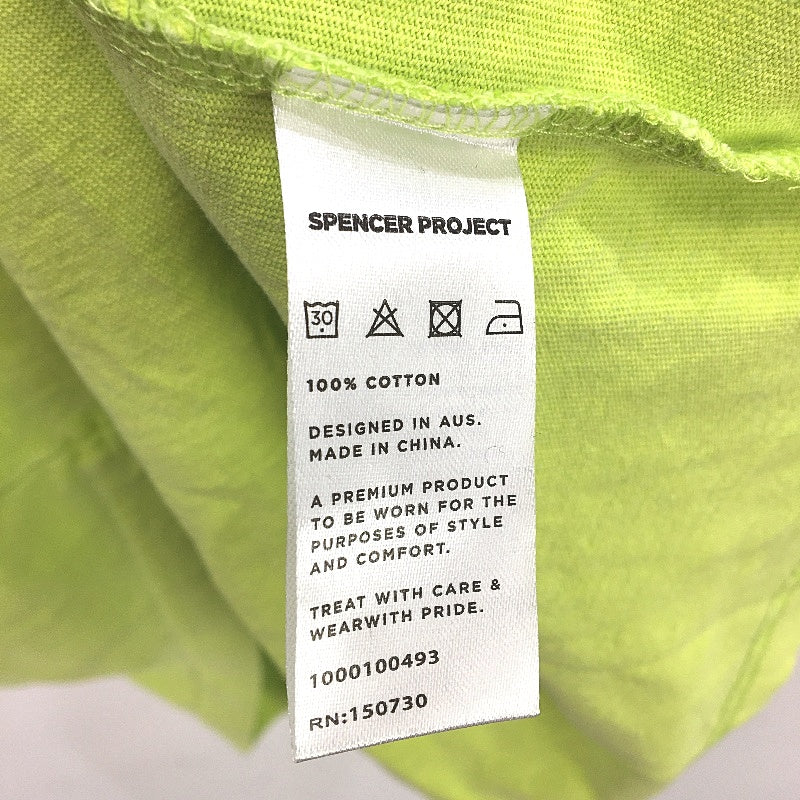 SPENCER PROJECT
30
100% COTTON
DESIGNED IN AUS.
MADE IN CHINA.
A PREMIUM PRODUCT
TO BE WORN FOR THE
PURPOSES OF STYLE
AND COMFORT.
TREAT WITH CARE &
WEARWITH PRIDE.
1000100493
RN:150730